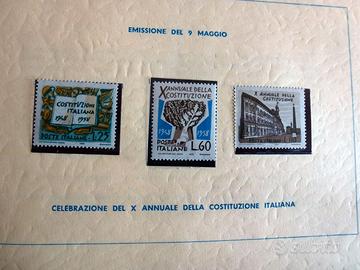 EMISSIONE DEL 9 MAGGIO
COSTITUZIONE
ITALIANA
1948 1958
POSTE ITALIANE L.25
X ANNUALE DELLA
COSTITUZIONE
1948 1958
POSTE
ITALIANE L.60
X ANNUALE DELLA
COSTITUZIONE
CELEBRAZIONE DEL X ANNUALE DELLA COSTITUZIONE ITALIANA
subito